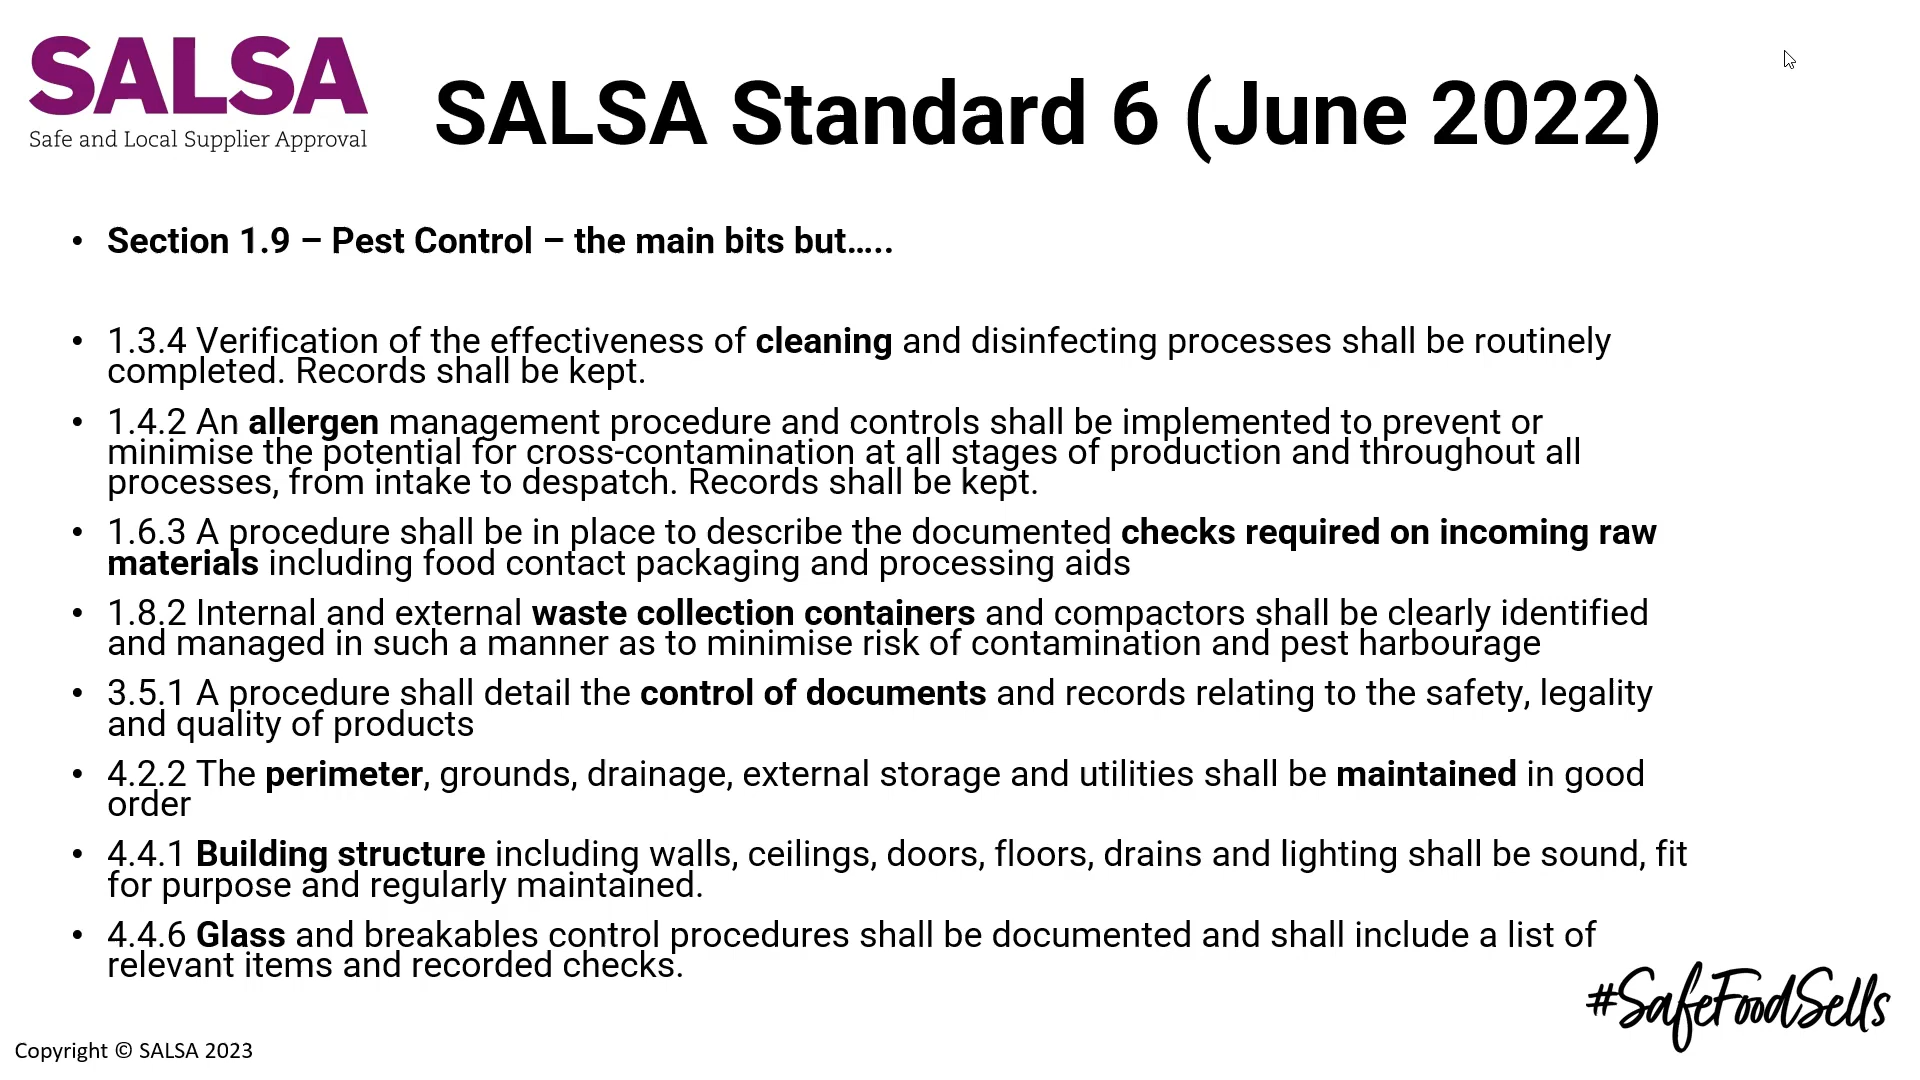 SALSA
Safe and Local Supplier Approval
SALSA Standard 6 (June 2022)
• Section 1.9 – Pest Control – the main bits but.....
• 1.3.4 Verification of the effectiveness of cleaning and disinfecting processes shall be routinely
completed. Records shall be kept.
• 1.4.2 An allergen management procedure and controls shall be implemented to prevent or
minimise the potential for cross-contamination at all stages of production and throughout all
processes, from intake to despatch. Records shall be kept.
• 1.6.3 A procedure shall be in place to describe the documented checks required on incoming raw
materials including food contact packaging and processing aids
• 1.8.2 Internal and external waste collection containers and compactors shall be clearly identified
and managed in such a manner as to minimise risk of contamination and pest harbourage
• 3.5.1 A procedure shall detail the control of documents and records relating to the safety, legality
and quality of products
• 4.2.2 The perimeter, grounds, drainage, external storage and utilities shall be maintained in good
order
• 4.4.1 Building structure including walls, ceilings, doors, floors, drains and lighting shall be sound, fit
for purpose and regularly maintained.
• 4.4.6 Glass and breakables control procedures shall be documented and shall include a list of
relevant items and recorded checks.
#SafeFoodSells
Copyright © SALSA 2023